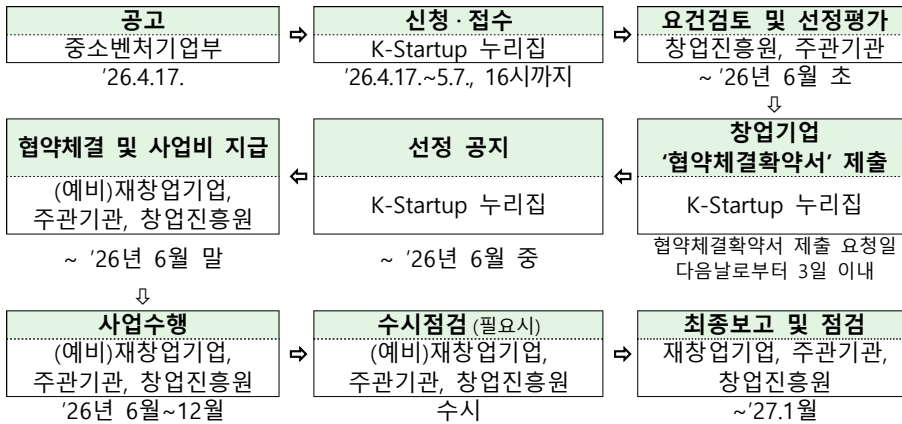 공고
중소벤처기업부
'26.4.17.
⇨
신청 · 접수
K-Startup 누리집
'26.4.17.~5.7., 16시까지
⇨
요건검토 및 선정평가
창업진흥원, 주관기관
~ '26년 6월 초
⇩
창업기업
'협약체결확약서' 제출
K-Startup 누리집
협약체결확약서 제출 요청일
다음날로부터 3일 이내
⇦
선정 공지
K-Startup 누리집
~ '26년 6월 중
⇦
협약체결 및 사업비 지급
(예비)재창업기업,
주관기관, 창업진흥원
~ '26년 6월 말
⇩
사업수행
(예비)재창업기업,
주관기관, 창업진흥원
'26년 6월~12월
⇨
수시점검 (필요시)
(예비)재창업기업,
주관기관, 창업진흥원
수시
⇨
최종보고 및 점검
재창업기업, 주관기관,
창업진흥원
~'27.1월